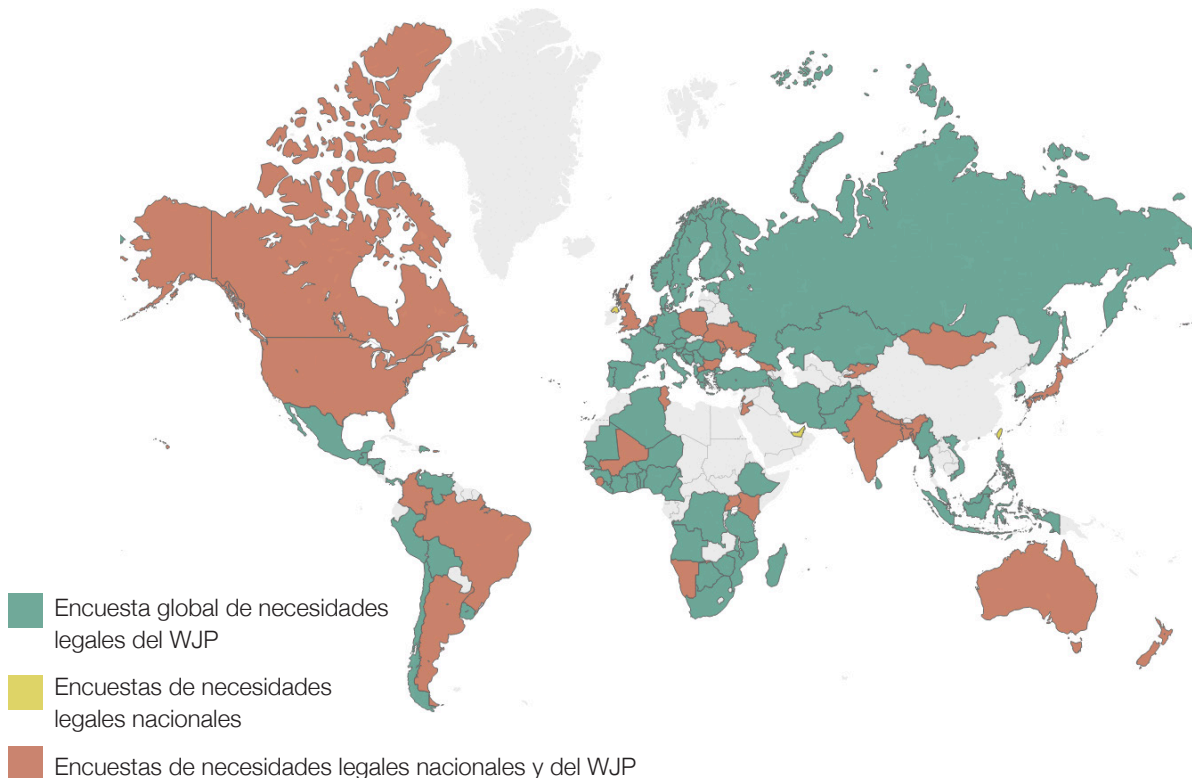 Encuesta global de necesidades
legales del WJP
Encuestas de necesidades
legales nacionales
Encuestas de necesidades legales nacionales y del WJP